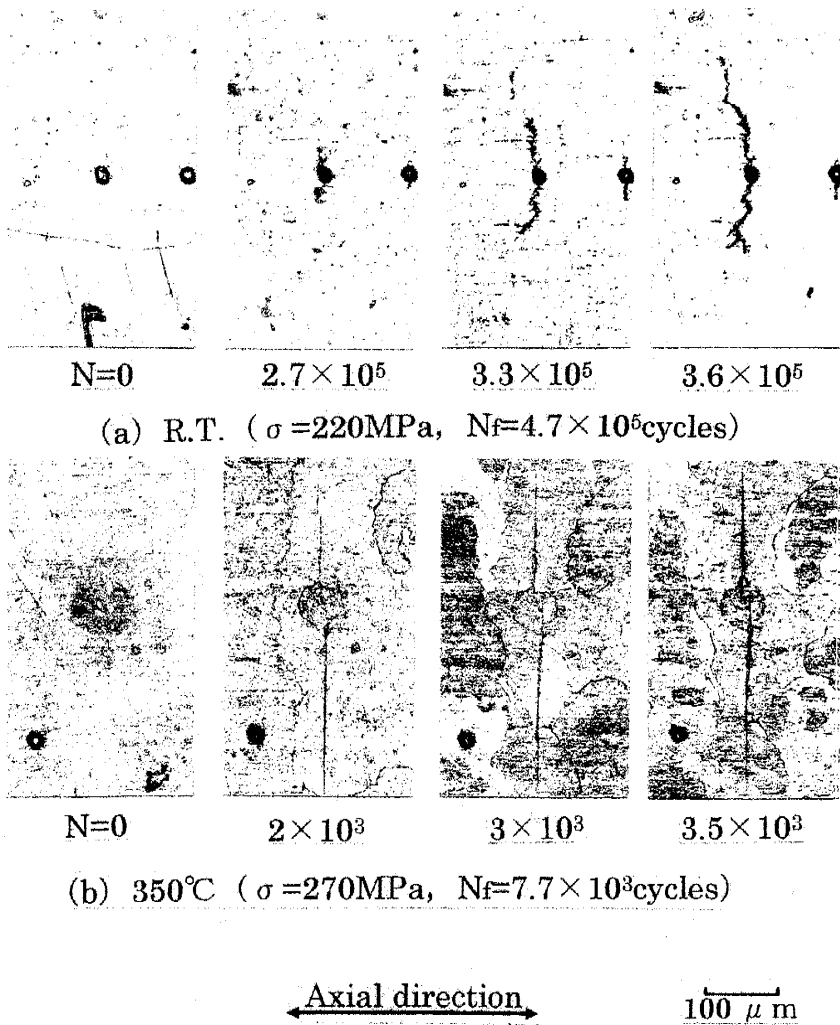 N=0 2.7×10⁵ 3.3×10⁵ 3.6×10⁵
(a) R.T. ( σ=220MPa, Nf=4.7×10⁵cycles)
N=0 2×10³ 3×10³ 3.5×10³
(b) 350℃ ( σ=270MPa, Nf=7.7×10³cycles)
Axial direction
100 μm